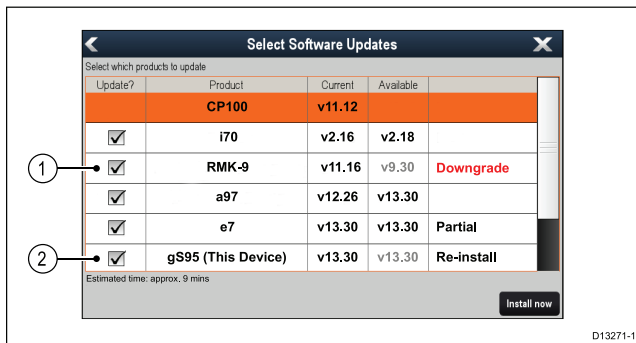 Select Software Updates
Select which products to update
Update? Product Current Available
CP100 v11.12
i70 v2.16 v2.18
1 RMK-9 v11.16 v9.30 Downgrade
a97 v12.26 v13.30
e7 v13.30 v13.30 Partial
2 gS95 (This Device) v13.30 v13.30 Re-install
Estimated time: approx. 9 mins
Install now
D13271-1